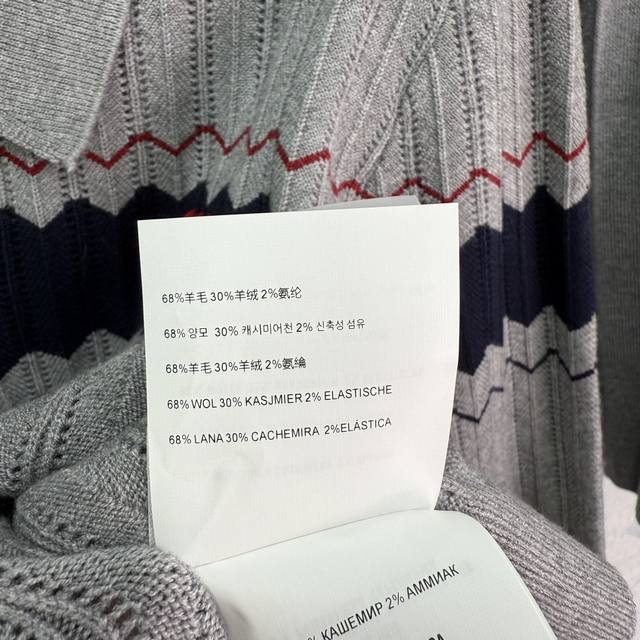 68%羊毛 30%羊绒 2%氨纶
68% 양모 30% 캐시미어천 2% 신축성 섬유
68%羊毛 30%羊绒 2%氨綸
68% WOL 30% KASJMIER 2% ELASTISCHE
68% LANA 30% CACHEMIRA 2%ELÁSTICA
% КАШЕМИР 2% АММИАК